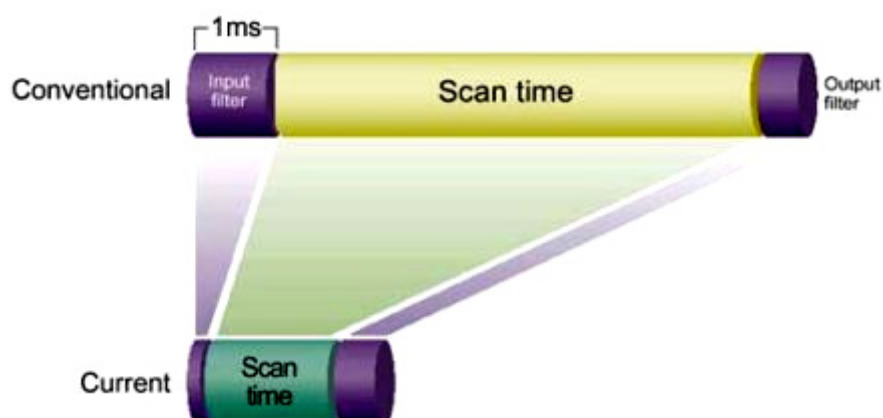 1ms
Conventional
Input
filter
Scan time
Output
filter
Current
Scan
time